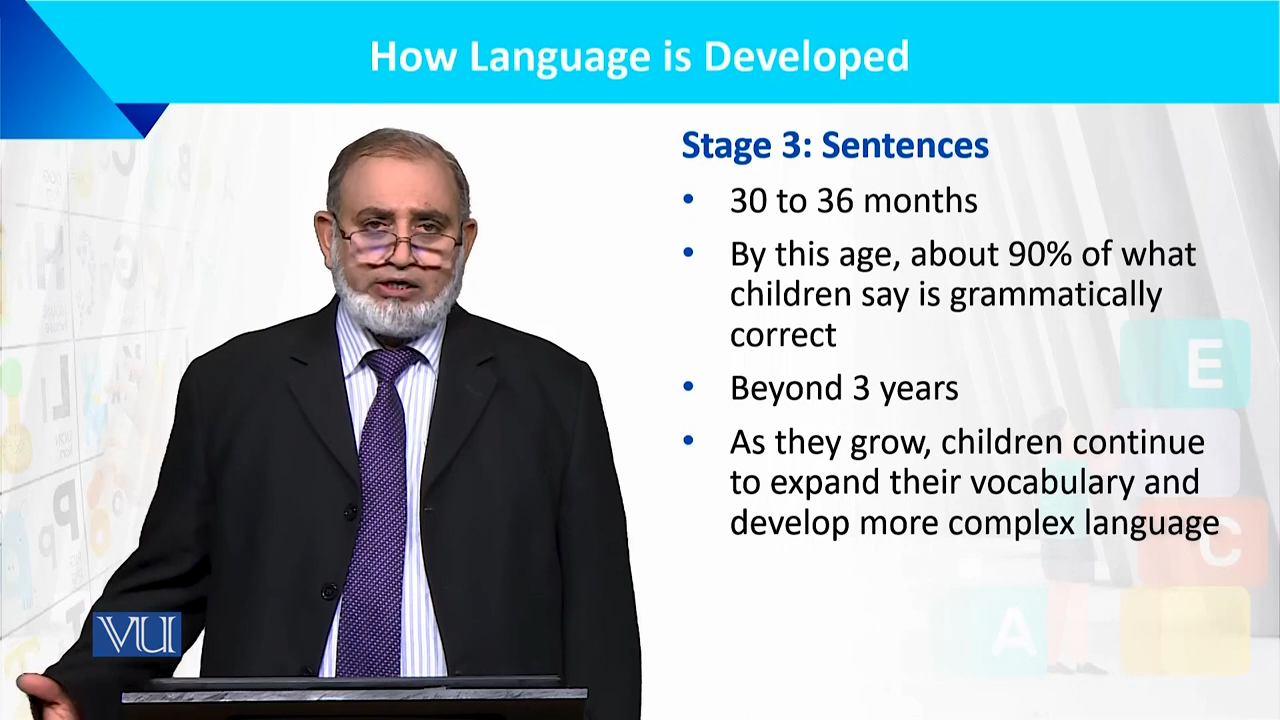 How Language is Developed
Stage 3: Sentences
• 30 to 36 months
• By this age, about 90% of what
children say is grammatically
correct
• Beyond 3 years
• As they grow, children continue
to expand their vocabulary and
develop more complex language
VU
E
C
A